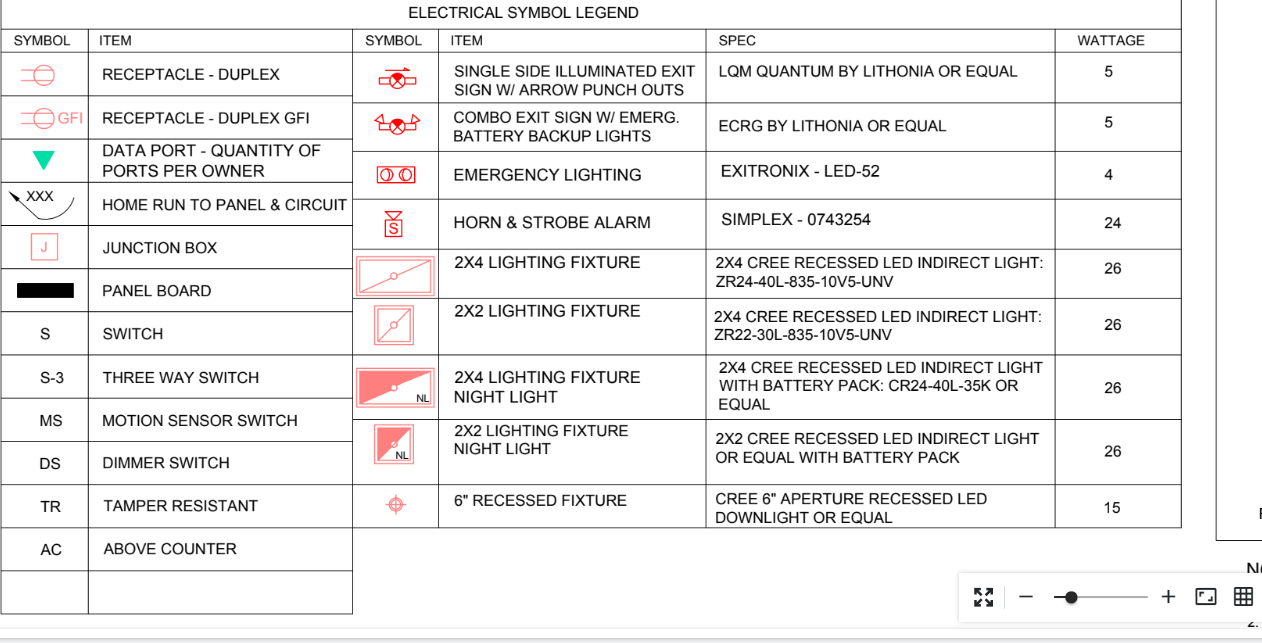 ELECTRICAL SYMBOL LEGEND
SYMBOL ITEM
RECEPTACLE - DUPLEX
GFI RECEPTACLE - DUPLEX GFI
DATA PORT - QUANTITY OF
PORTS PER OWNER
XXX HOME RUN TO PANEL & CIRCUIT
J JUNCTION BOX
PANEL BOARD
S SWITCH
S-3 THREE WAY SWITCH
MS MOTION SENSOR SWITCH
DS DIMMER SWITCH
TR TAMPER RESISTANT
AC ABOVE COUNTER
SYMBOL ITEM SPEC WATTAGE
SINGLE SIDE ILLUMINATED EXIT LQM QUANTUM BY LITHONIA OR EQUAL 5
SIGN W/ ARROW PUNCH OUTS
COMBO EXIT SIGN W/ EMERG. ECRG BY LITHONIA OR EQUAL 5
BATTERY BACKUP LIGHTS
EMERGENCY LIGHTING EXITRONIX - LED-52 4
S HORN & STROBE ALARM SIMPLEX - 0743254 24
2X4 LIGHTING FIXTURE 2X4 CREE RECESSED LED INDIRECT LIGHT: 26
ZR24-40L-835-10V5-UNV
2X2 LIGHTING FIXTURE 2X4 CREE RECESSED LED INDIRECT LIGHT: 26
ZR22-30L-835-10V5-UNV
NL 2X4 LIGHTING FIXTURE 2X4 CREE RECESSED LED INDIRECT LIGHT 26
NIGHT LIGHT WITH BATTERY PACK: CR24-40L-35K OR
EQUAL
NL 2X2 LIGHTING FIXTURE 2X2 CREE RECESSED LED INDIRECT LIGHT 26
NIGHT LIGHT OR EQUAL WITH BATTERY PACK
6" RECESSED FIXTURE CREE 6" APERTURE RECESSED LED 15
DOWNLIGHT OR EQUAL